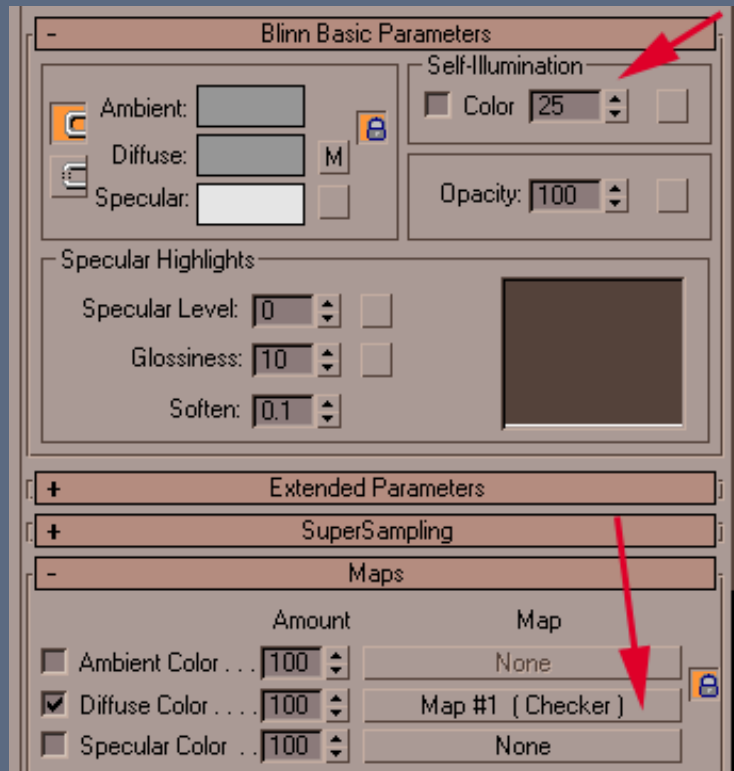 - Blinn Basic Parameters
Self-Illumination
Ambient:
Color 25
Diffuse: M
Specular:
Opacity: 100
Specular Highlights
Specular Level: 0
Glossiness: 10
Soften: 0.1
+ Extended Parameters
+ SuperSampling
- Maps
Amount Map
Ambient Color . . . 100 None
Diffuse Color . . . . 100 Map #1 ( Checker )
Specular Color . . 100 None